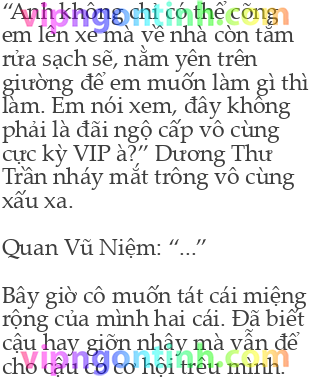 “Anh không chỉ có thể cõng
em lên xe mà về nhà còn tắm
rửa sạch sẽ, nằm yên trên
giường để em muốn làm gì thì
làm. Em nói xem, đây không
phải là đãi ngộ cấp vô cùng
cực kỳ VIP à?” Dương Thư
Trần nháy mắt trông vô cùng
xấu xa.
Quan Vũ Niệm: “...”
Bây giờ cô muốn tát cái miệng
rộng của mình hai cái. Đã biết
cậu hay giỡn nhây mà vẫn để
cho cậu có cơ hội trêu mình.
vipngontinh.com
vipngontinh.com